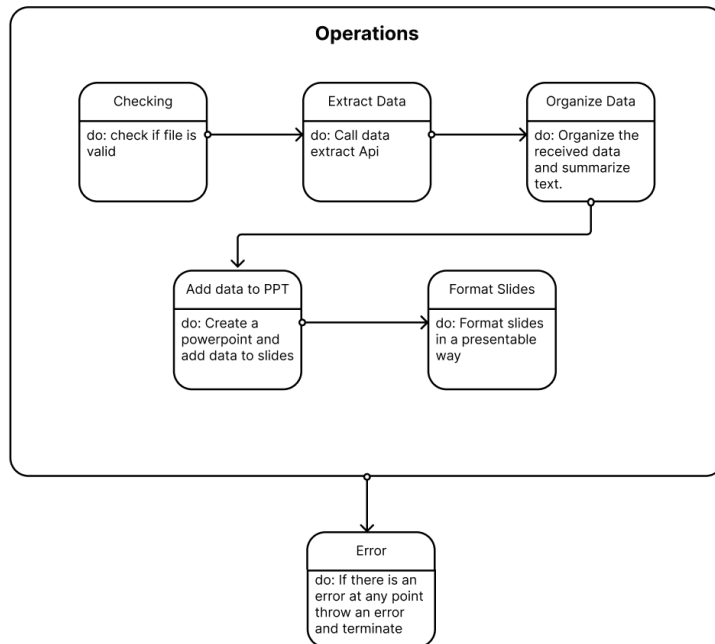 Operations
Checking
do: check if file is
valid
Extract Data
do: Call data
extract Api
Organize Data
do: Organize the
received data
and summarize
text.
Add data to PPT
do: Create a
powerpoint and
add data to slides
Format Slides
do: Format slides
in a presentable
way
Error
do: If there is an
error at any point
throw an error
and terminate